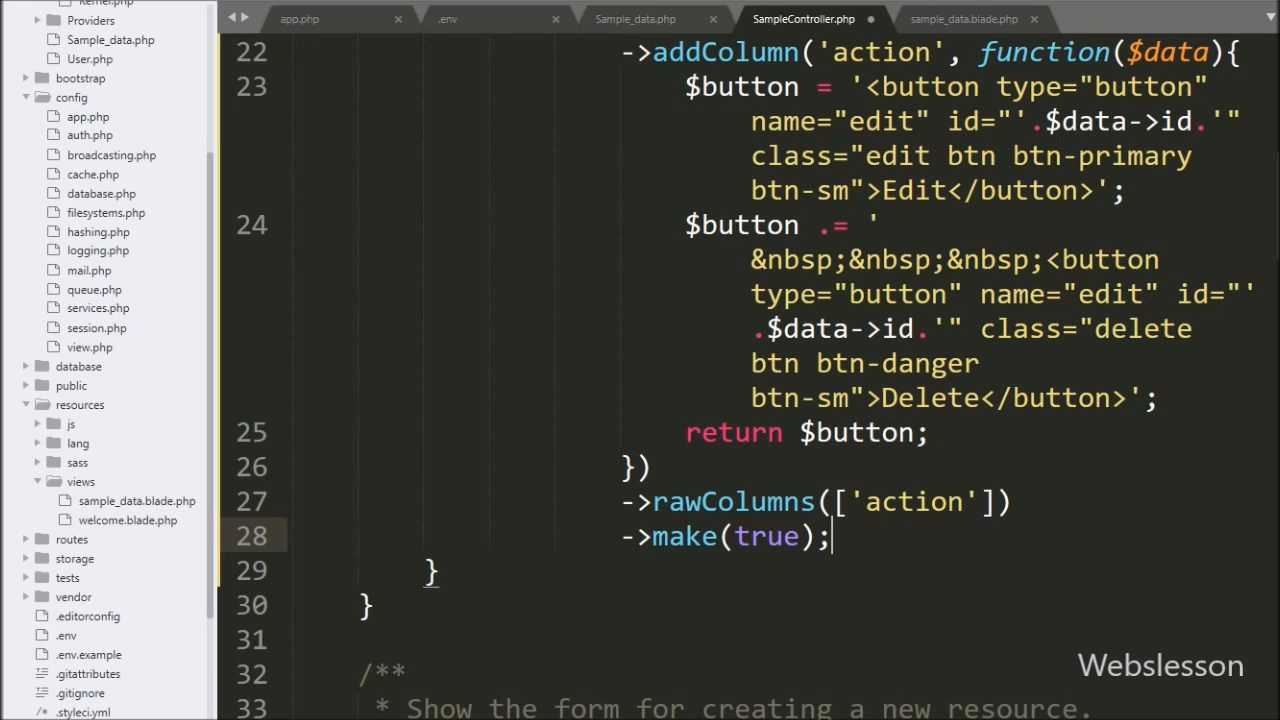 Kernel.php
Providers
Sample_data.php
User.php
bootstrap
config
app.php
auth.php
broadcasting.php
cache.php
database.php
filesystems.php
hashing.php
logging.php
mail.php
queue.php
services.php
session.php
view.php
database
public
resources
js
lang
sass
views
sample_data.blade.php
welcome.blade.php
routes
storage
tests
vendor
.editorconfig
.env
.env.example
.gitattributes
.gitignore
.styleci.yml
app.php × .env × Sample_data.php × SampleController.php sample_data.blade.php ×
22 ->addColumn('action', function($data){
23 $button = '<button type="button"
name="edit" id="'.$data->id.'"
class="edit btn btn-primary
btn-sm">Edit</button>';
24 $button .= '
&nbsp;&nbsp;&nbsp;<button
type="button" name="edit" id="'
.$data->id.'" class="delete
btn btn-danger
btn-sm">Delete</button>';
25 return $button;
26 })
27 ->rawColumns(['action'])
28 ->make(true);
29 }
30 }
31
32 /**
33 * Show the form for creating a new resource.
Webslesson